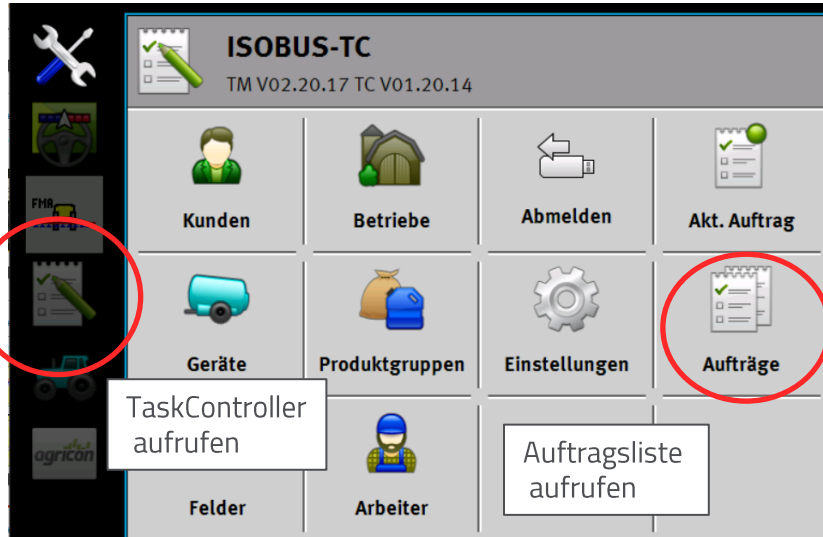 ISOBUS-TC
TM V02.20.17 TC V01.20.14
FMA
agricon
Kunden
Betriebe
Abmelden
Akt. Auftrag
Geräte
Produktgruppen
Einstellungen
Aufträge
TaskController
aufrufen
Auftragsliste
aufrufen
Felder
Arbeiter